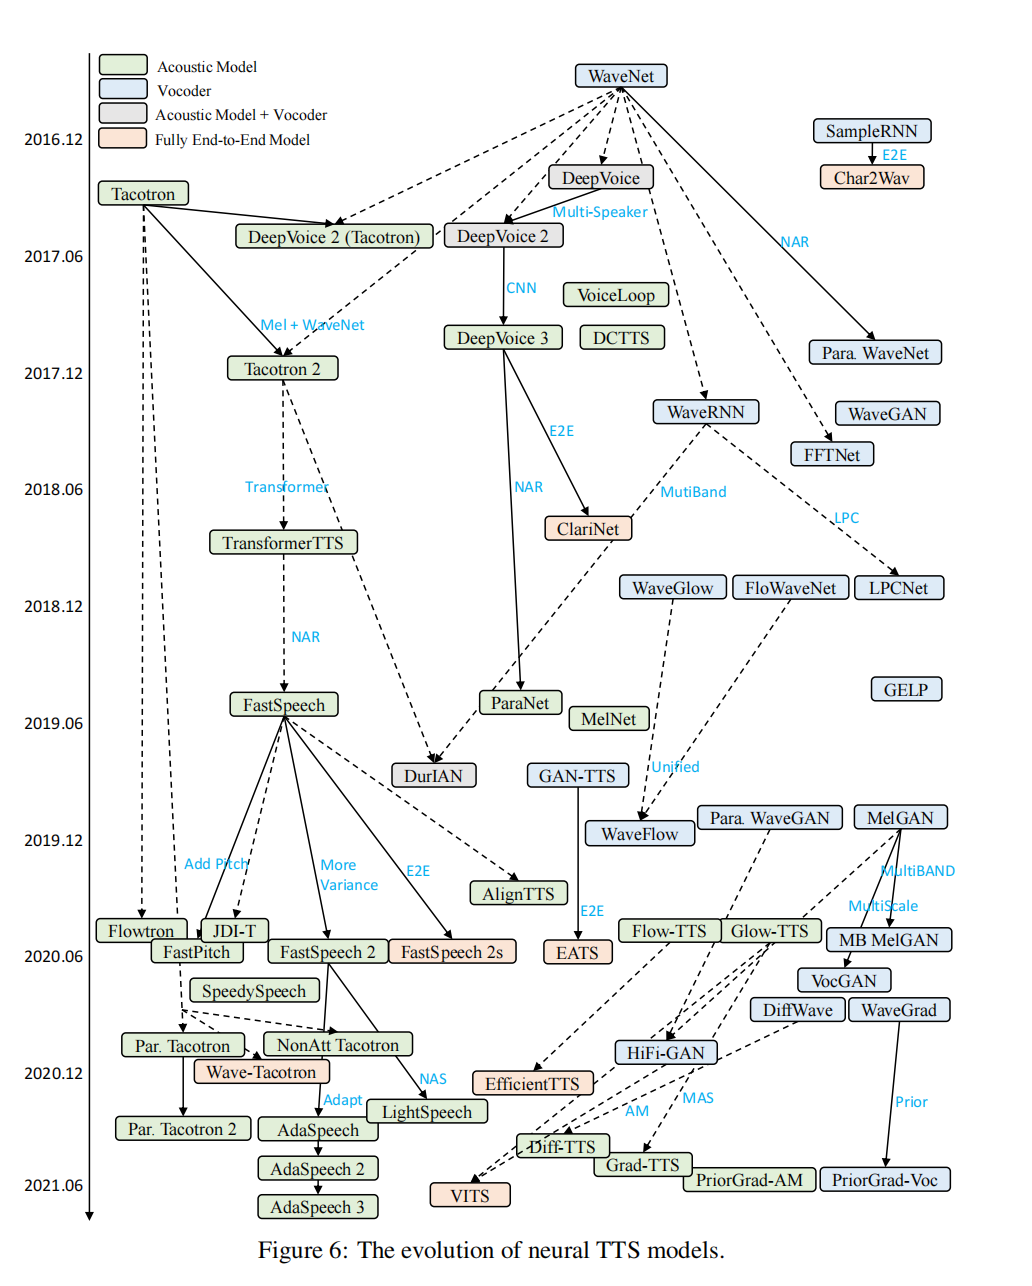 Acoustic Model
WaveNet
Vocoder
Acoustic Model + Vocoder
SampleRNN
2016.12
Fully End-to-End Model
E2E
DeepVoice
Char2Wav
Tacotron
Multi-Speaker
DeepVoice 2 (Tacotron)
DeepVoice 2
NAR
2017.06
CNN
VoiceLoop
Mel + WaveNet
DeepVoice 3
DCTTS
Para. WaveNet
Tacotron 2
2017.12
WaveRNN
WaveGAN
E2E
FFTNet
Transformer
NAR
MutiBand
2018.06
LPC
ClariNet
TransformerTTS
WaveGlow
FloWaveNet
LPCNet
2018.12
NAR
GELP
FastSpeech
ParaNet
MelNet
2019.06
Unified
DurIAN
GAN-TTS
Para. WaveGAN
MelGAN
WaveFlow
2019.12
Add Pitch
More
Variance
E2E
MultiBAND
AlignTTS
MultiScale
E2E
Flowtron
JDI-T
Flow-TTS
Glow-TTS
MB MelGAN
FastPitch
FastSpeech 2
FastSpeech 2s
EATS
2020.06
VocGAN
SpeedySpeech
DiffWave
WaveGrad
Par. Tacotron
NonAtt Tacotron
HiFi-GAN
Wave-Tacotron
2020.12
NAS
EfficientTTS
Adapt
LightSpeech
AM
MAS
Prior
Par. Tacotron 2
AdaSpeech
Diff-TTS
AdaSpeech 2
Grad-TTS
PriorGrad-AM
PriorGrad-Voc
2021.06
VITS
AdaSpeech 3
Figure 6: The evolution of neural TTS models.